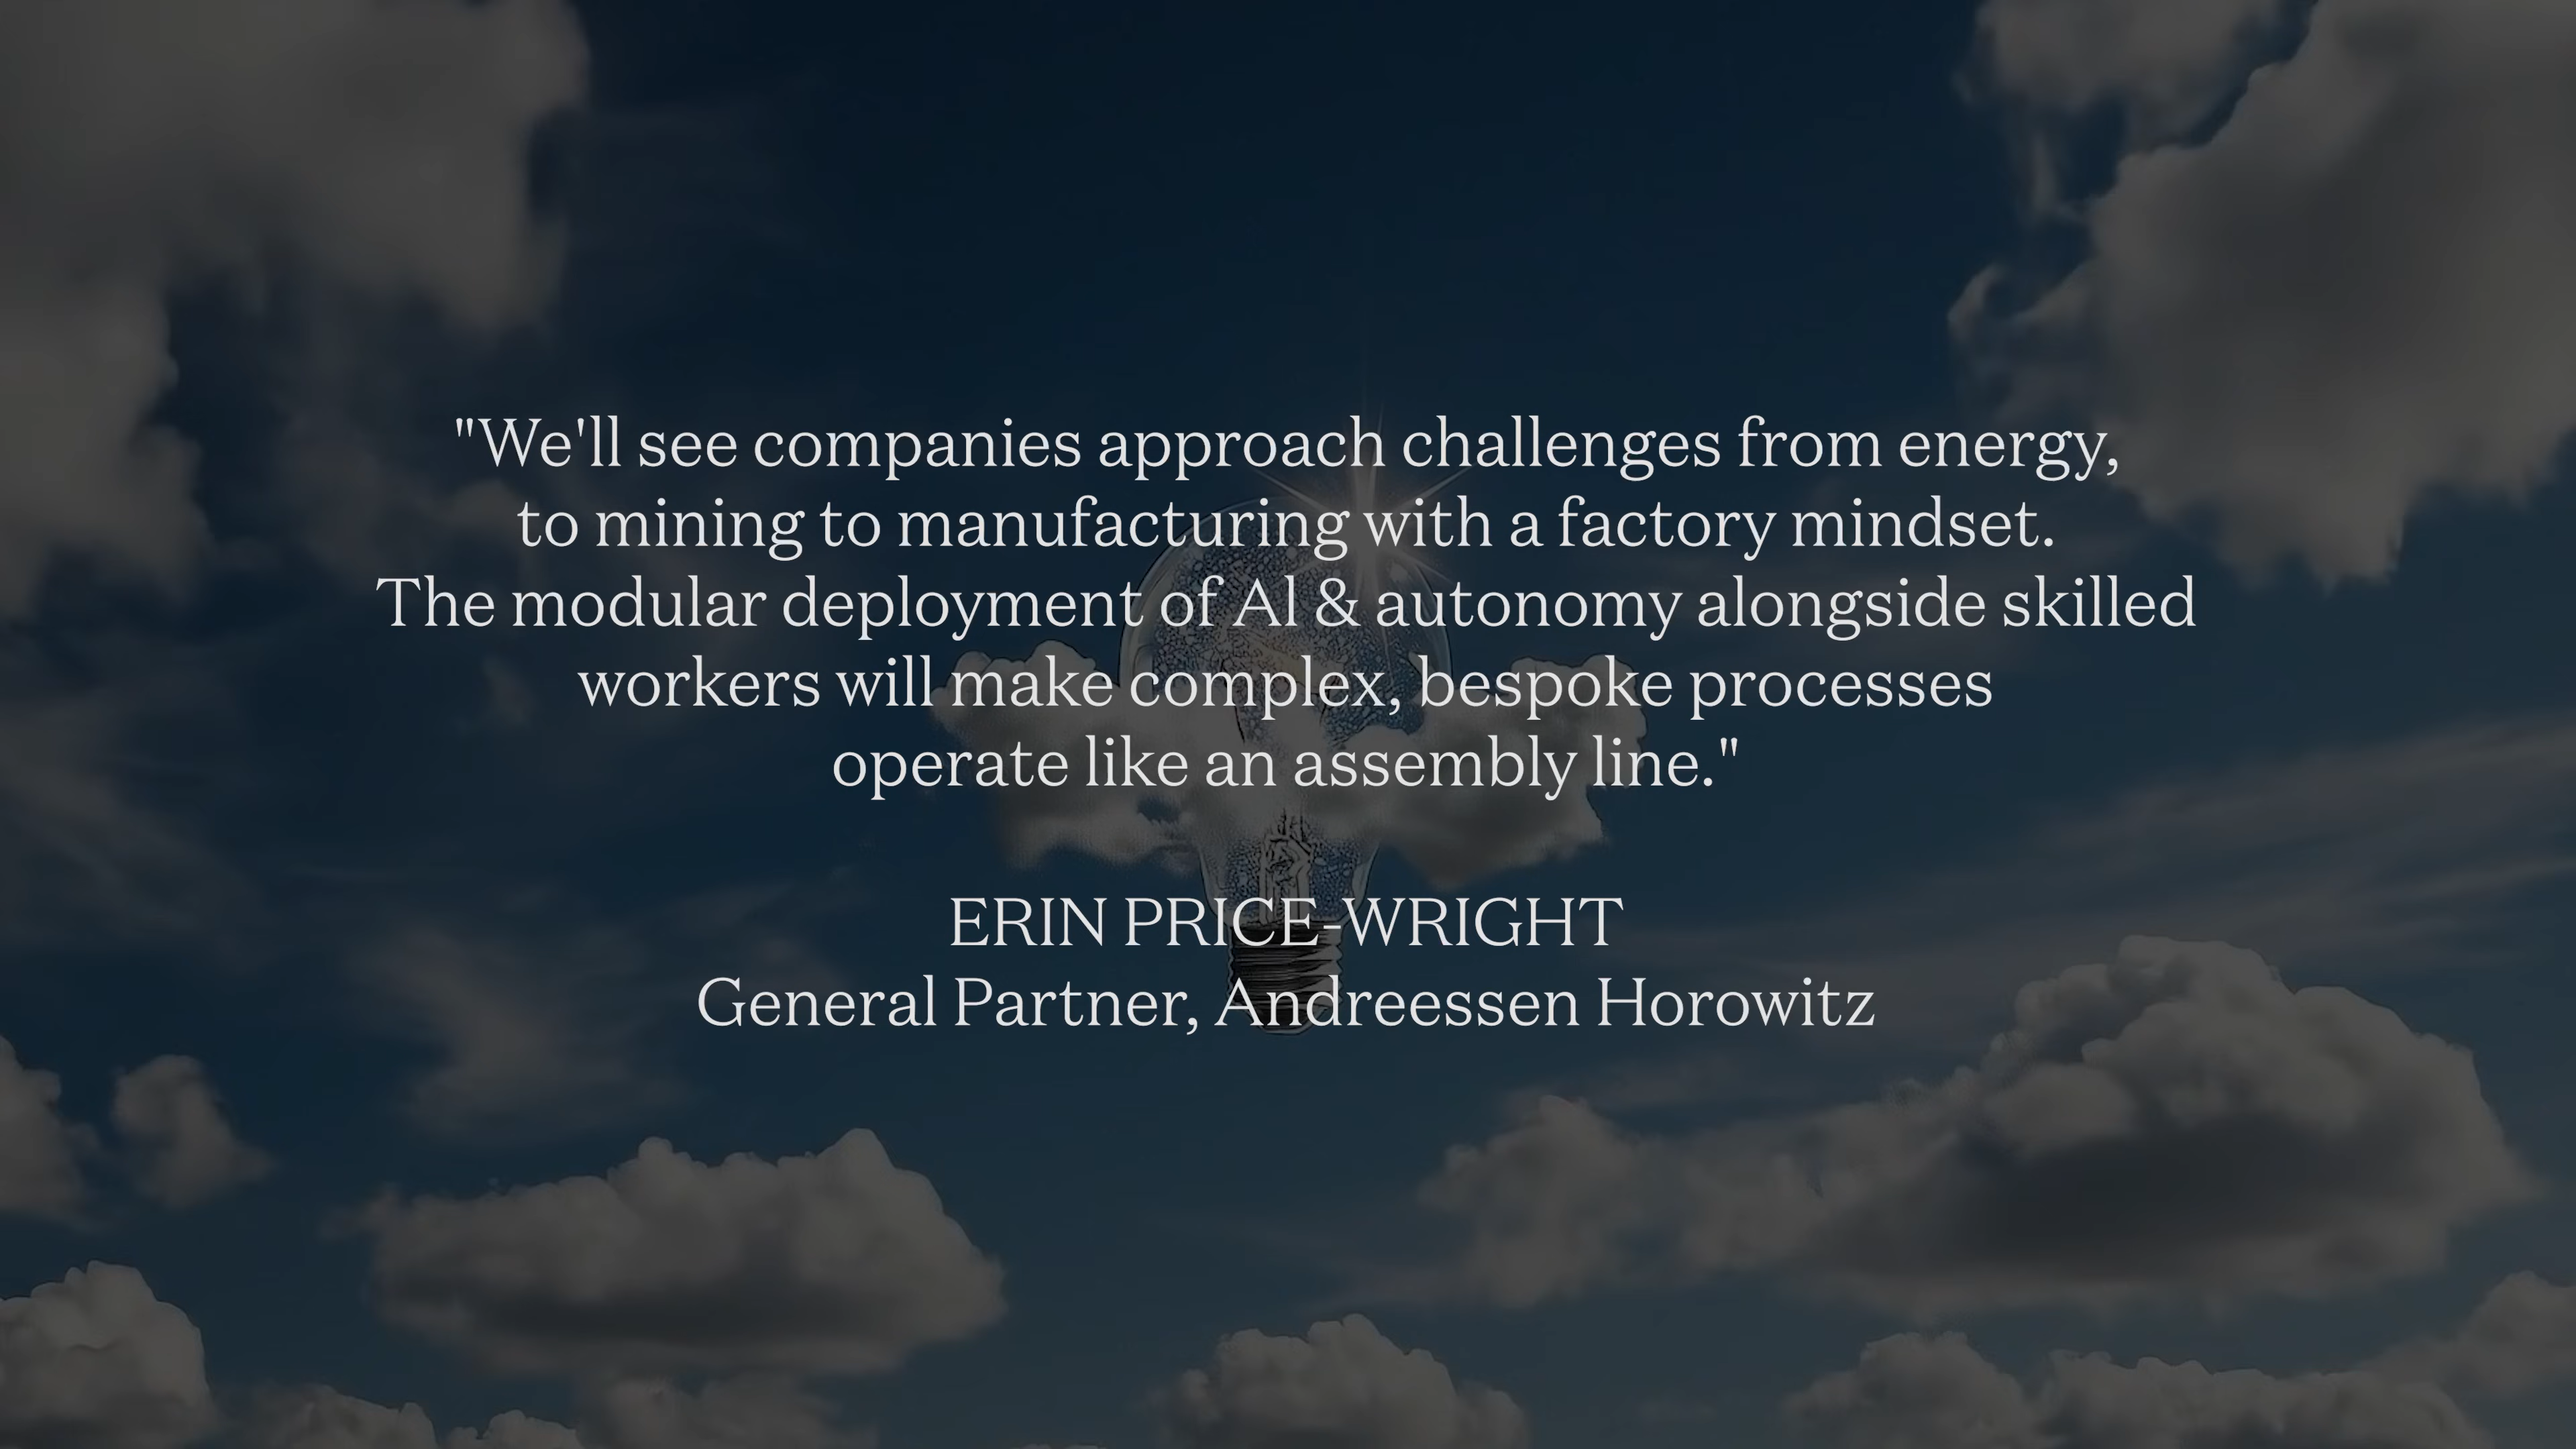 "We'll see companies approach challenges from energy,
to mining to manufacturing with a factory mindset.
The modular deployment of AI & autonomy alongside skilled
workers will make complex, bespoke processes
operate like an assembly line."
ERIN PRICE-WRIGHT
General Partner, Andreessen Horowitz